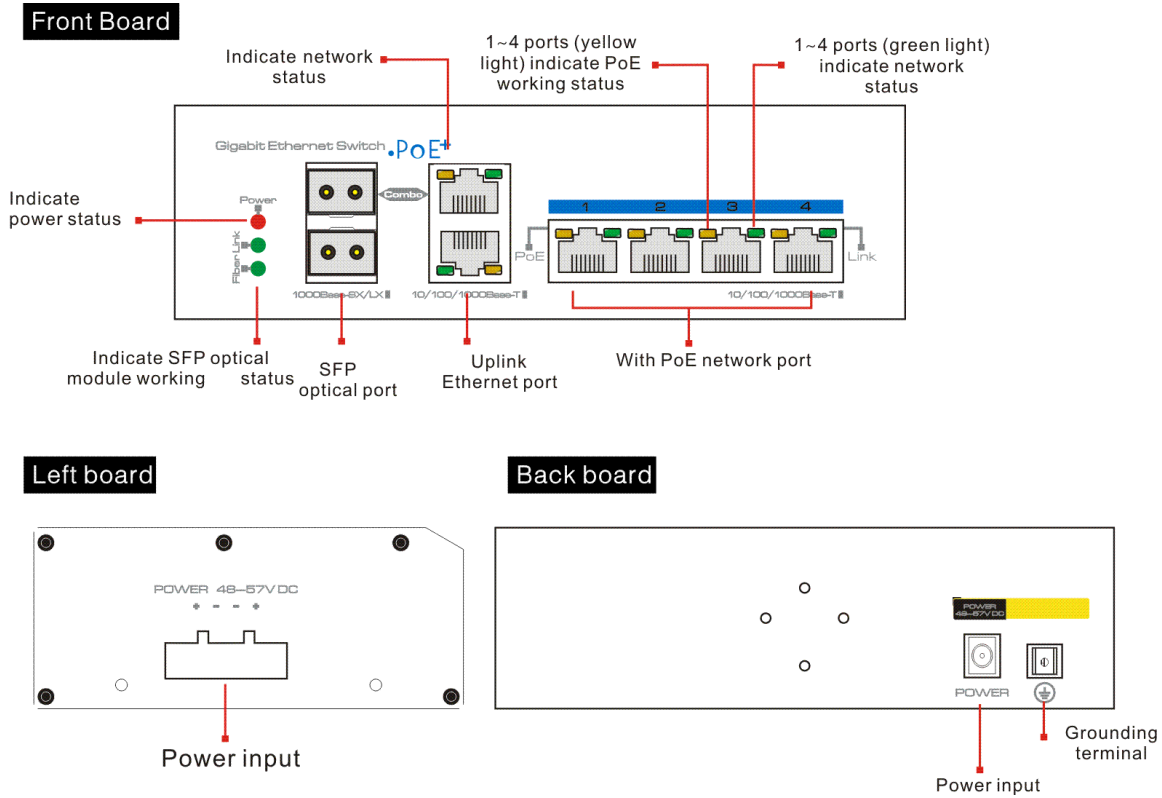 Front Board
Indicate network
status
1~4 ports (yellow
light) indicate PoE
working status
1~4 ports (green light)
indicate network
status
Gigabit Ethernet Switch
.PoE+
Indicate
power status
Power
Fiber Link
Combo
1 2 3 4
PoE
Link
1000Base-SX/LX
10/100/1000Base-T
10/100/1000Base-T
Indicate SFP optical
module working status
SFP
optical port
Uplink
Ethernet port
With PoE network port
Left board
POWER 48-57V DC
+ - - +
Power input
Back board
POWER
48-57V DC
POWER
Grounding
terminal
Power input